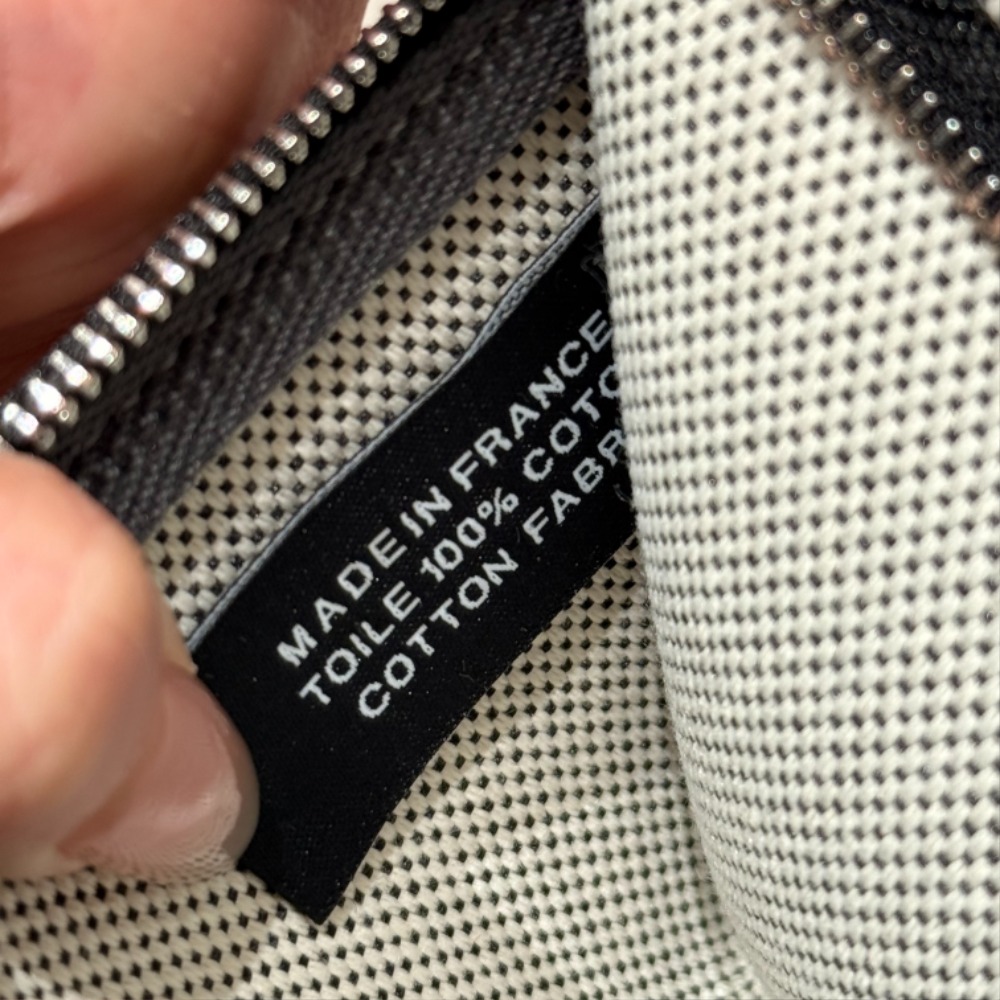 MADE IN FRANCE
TOILE 100% COTO
COTTON FABR